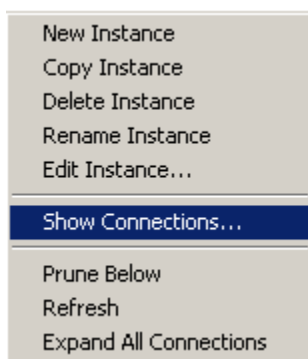 New Instance
Copy Instance
Delete Instance
Rename Instance
Edit Instance...
Show Connections...
Prune Below
Refresh
Expand All Connections